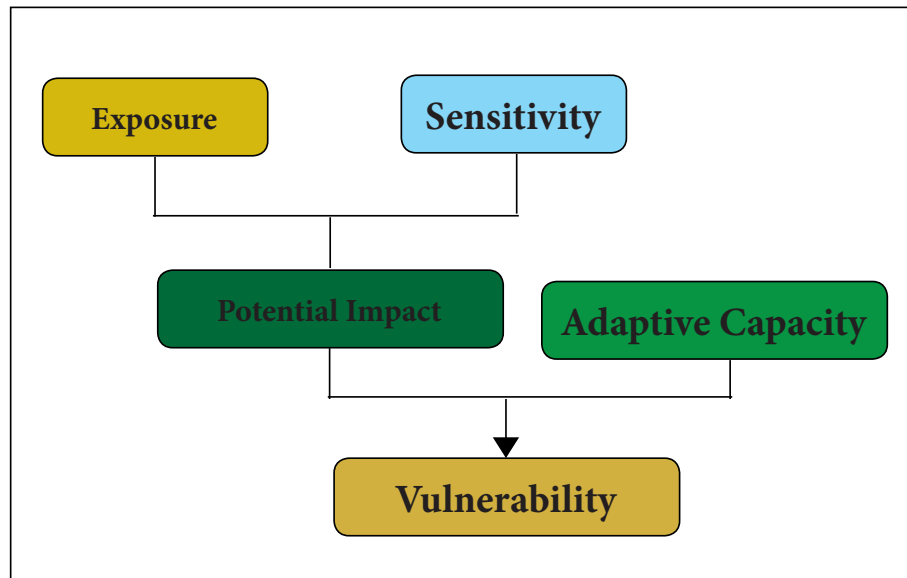 Exposure
Sensitivity
Potential Impact
Adaptive Capacity
Vulnerability